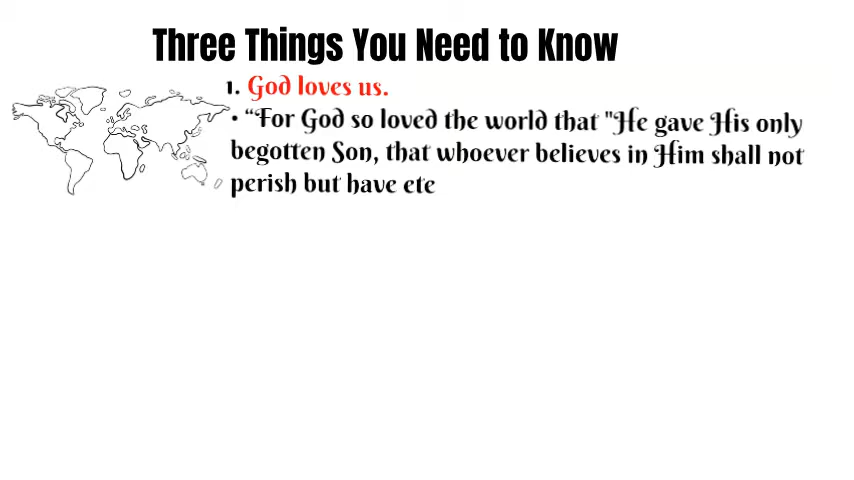 Three Things You Need to Know
1. God loves us.
• “For God so loved the world that "He gave His only
begotten Son, that whoever believes in Him shall not
perish but have ete